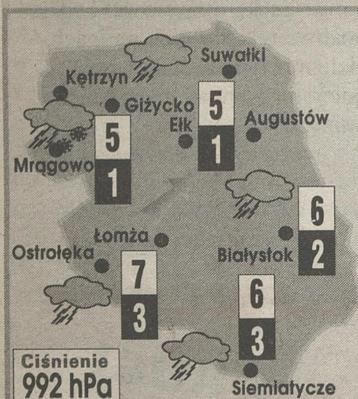 Suwałki
Kętrzyn
Giżycko
5
Ełk
Augustów
5
1
Mrągowo
1
6
Łomża
Białystok
2
Ostrołęka
7
6
3
3
Ciśnienie
992 hPa
Siemiatycze